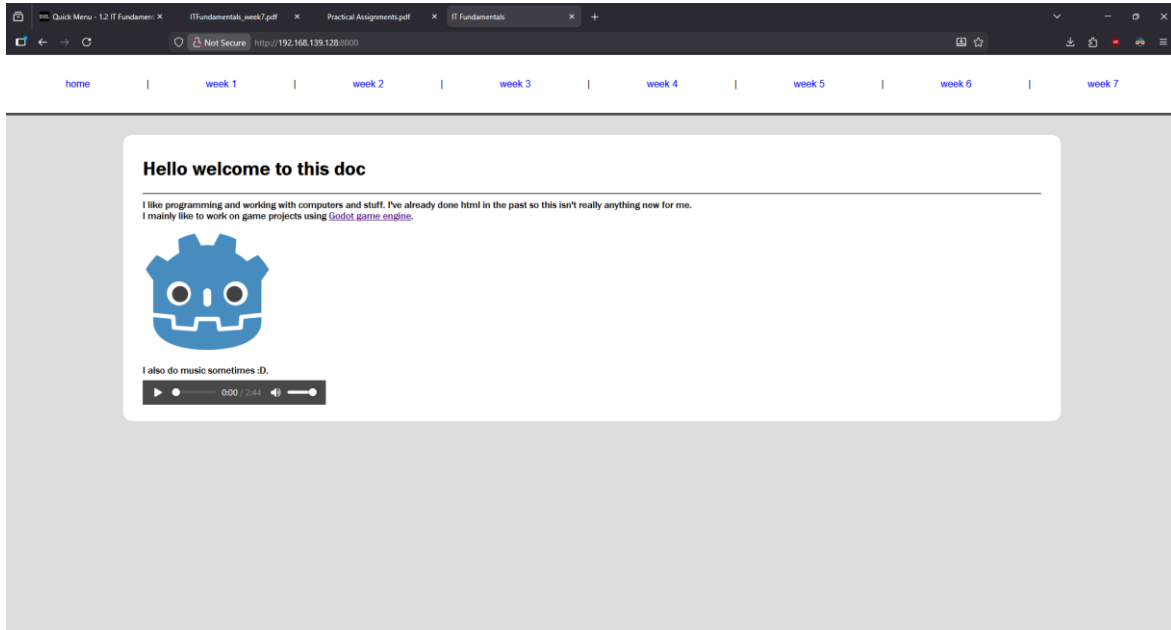 Quick Menu - 1.2 IT Fundament
ITFundamentals_week7.pdf
Practical Assignments.pdf
IT Fundamentals
Not Secure http://192.168.139.128:8000
home | week 1 | week 2 | week 3 | week 4 | week 5 | week 6 | week 7
Hello welcome to this doc
I like programming and working with computers and stuff. I've already done html in the past so this isn't really anything new for me.
I mainly like to work on game projects using Godot game engine.
I also do music sometimes :D.
0:00 / 2:44